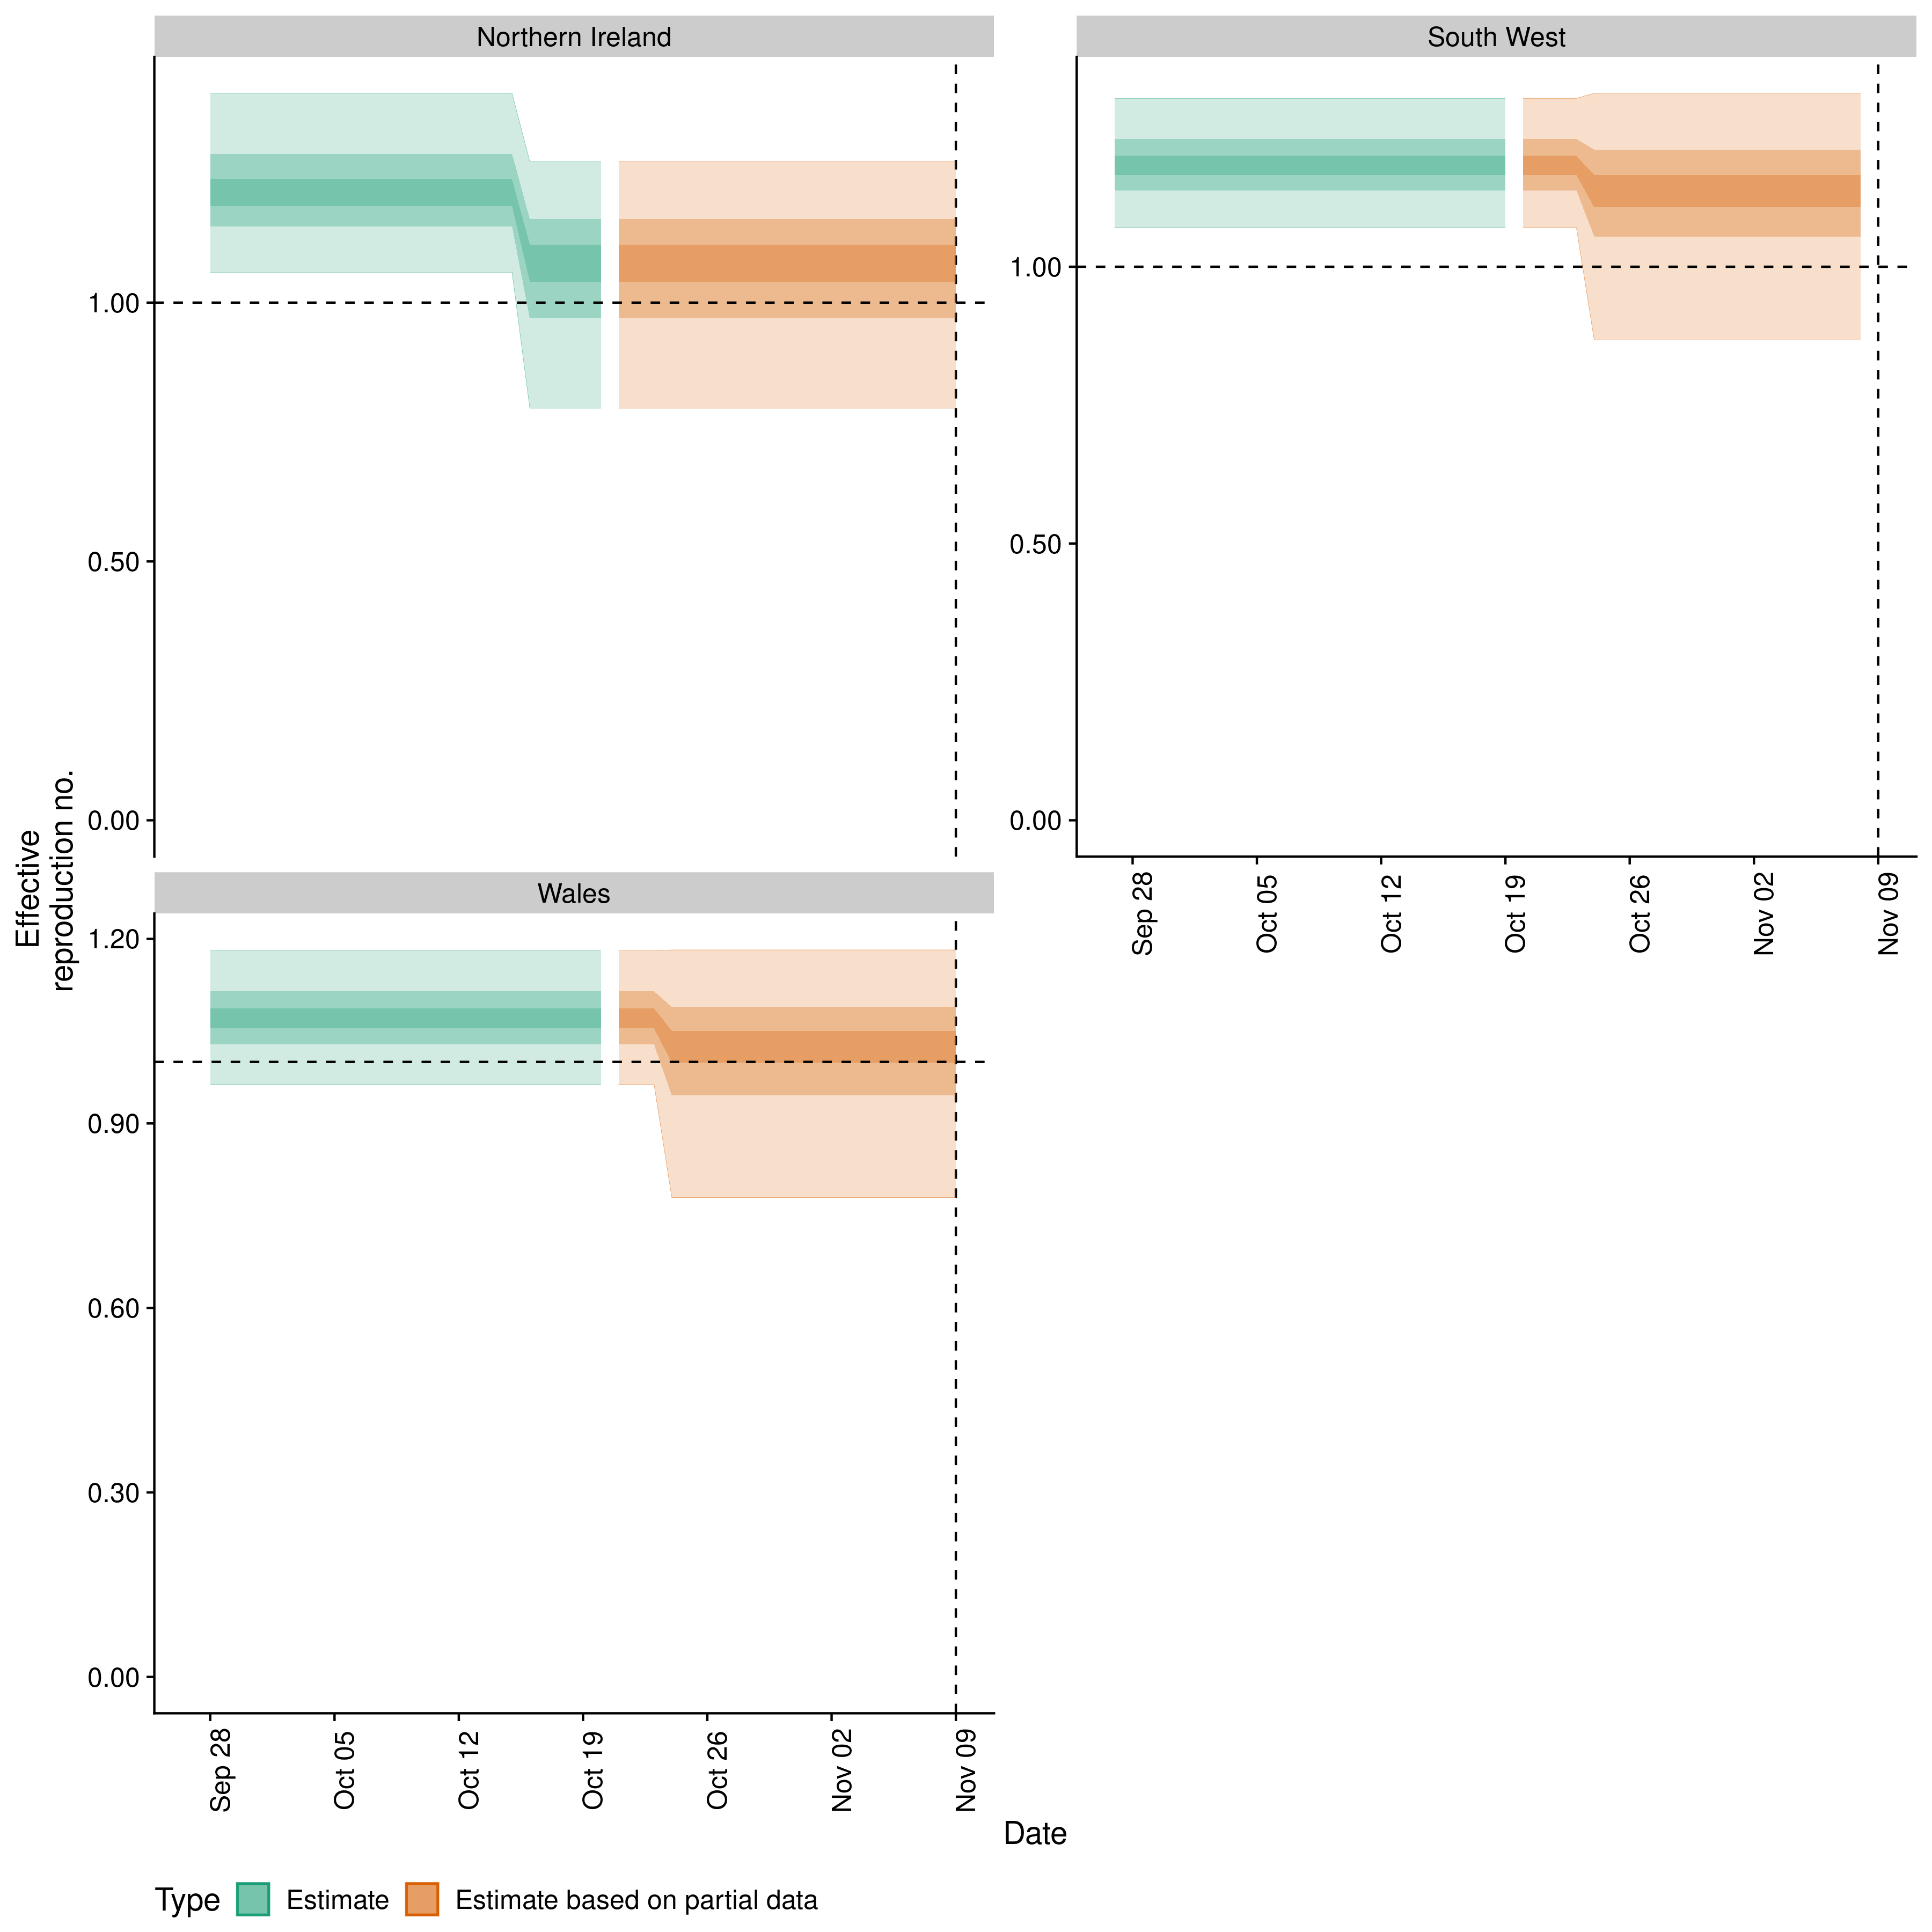 Northern Ireland
South West
1.00
0.50
0.00
1.00
0.50
0.00
Sep 28
Oct 05
Oct 12
Oct 19
Oct 26
Nov 02
Nov 09
Effective
reproduction no.
Wales
1.20
0.90
0.60
0.30
0.00
Sep 28
Oct 05
Oct 12
Oct 19
Oct 26
Nov 02
Nov 09
Date
Type Estimate Estimate based on partial data